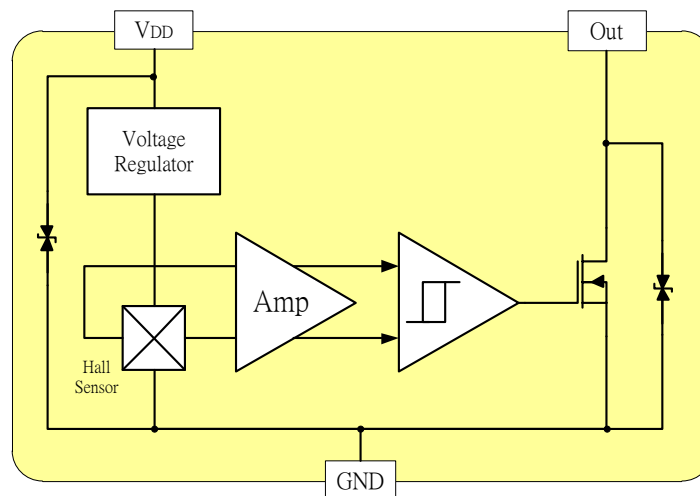 VDD
Out
Voltage
Regulator
Amp
Hall
Sensor
GND